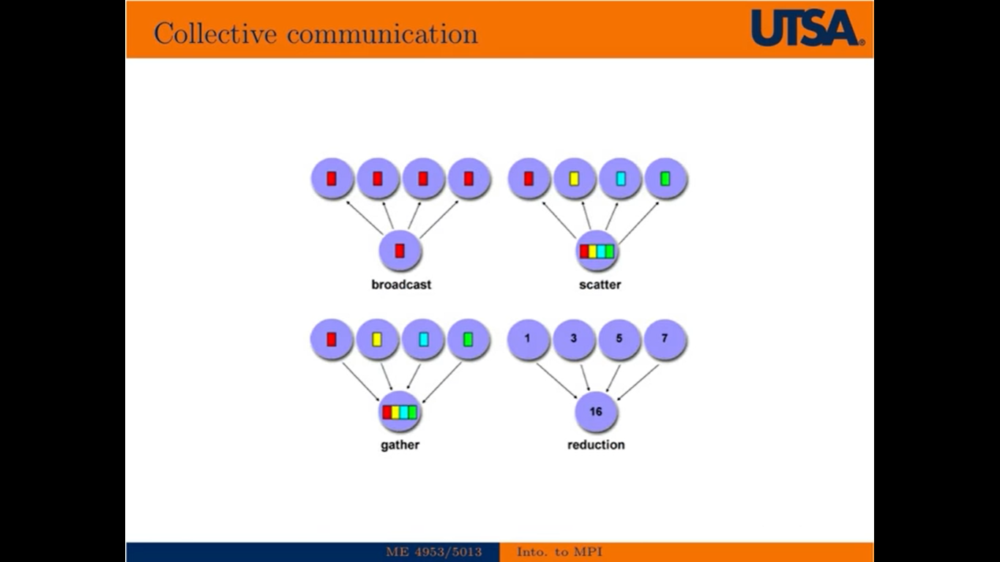 Collective communication
UTSA®
broadcast
scatter
1 3 5 7
16
gather
reduction
ME 4953/5013
Into. to MPI